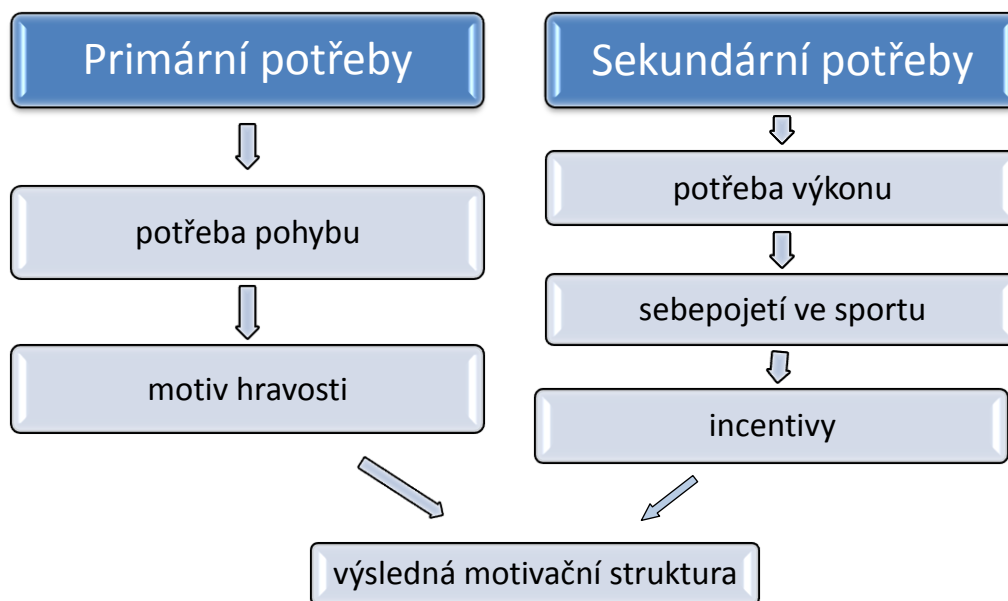 Primární potřeby
potřeba pohybu
motiv hravosti
Sekundární potřeby
potřeba výkonu
sebepojetí ve sportu
incentivy
výsledná motivační struktura